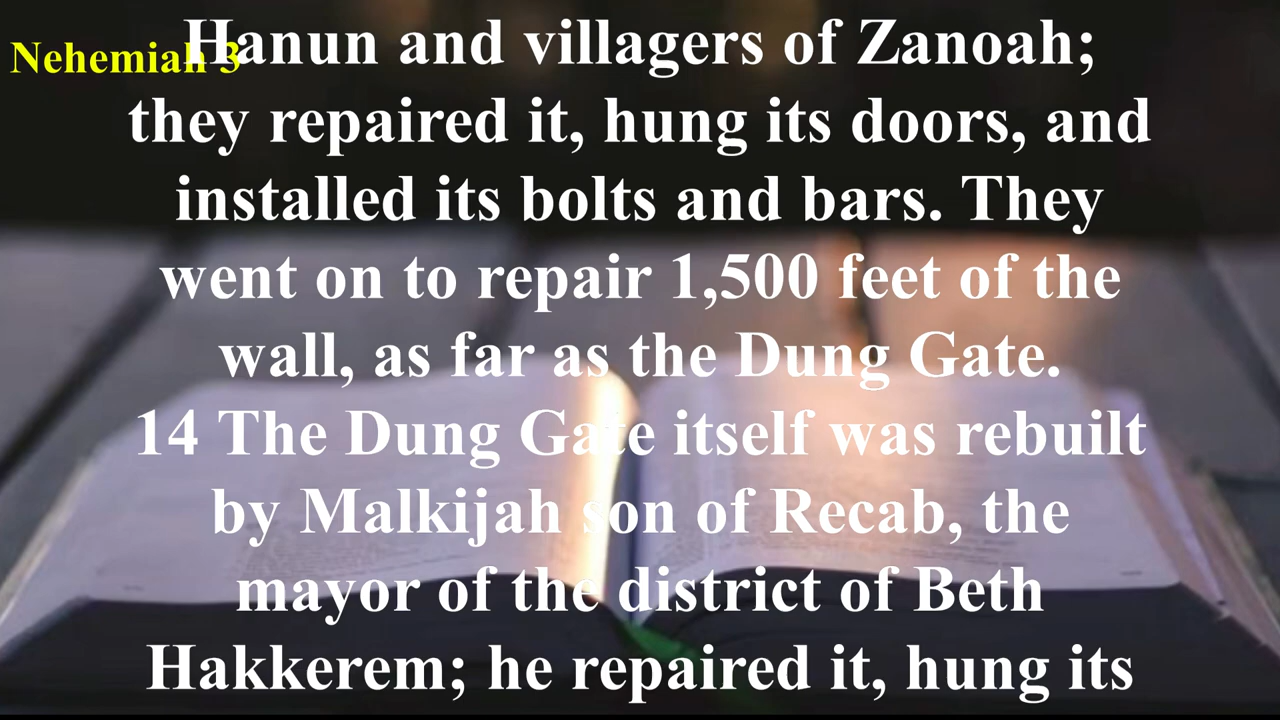 Nehemiah 3
Hanun and villagers of Zanoah;
they repaired it, hung its doors, and
installed its bolts and bars. They
went on to repair 1,500 feet of the
wall, as far as the Dung Gate.
14 The Dung Gate itself was rebuilt
by Malkijah son of Recab, the
mayor of the district of Beth
Hakkerem; he repaired it, hung its